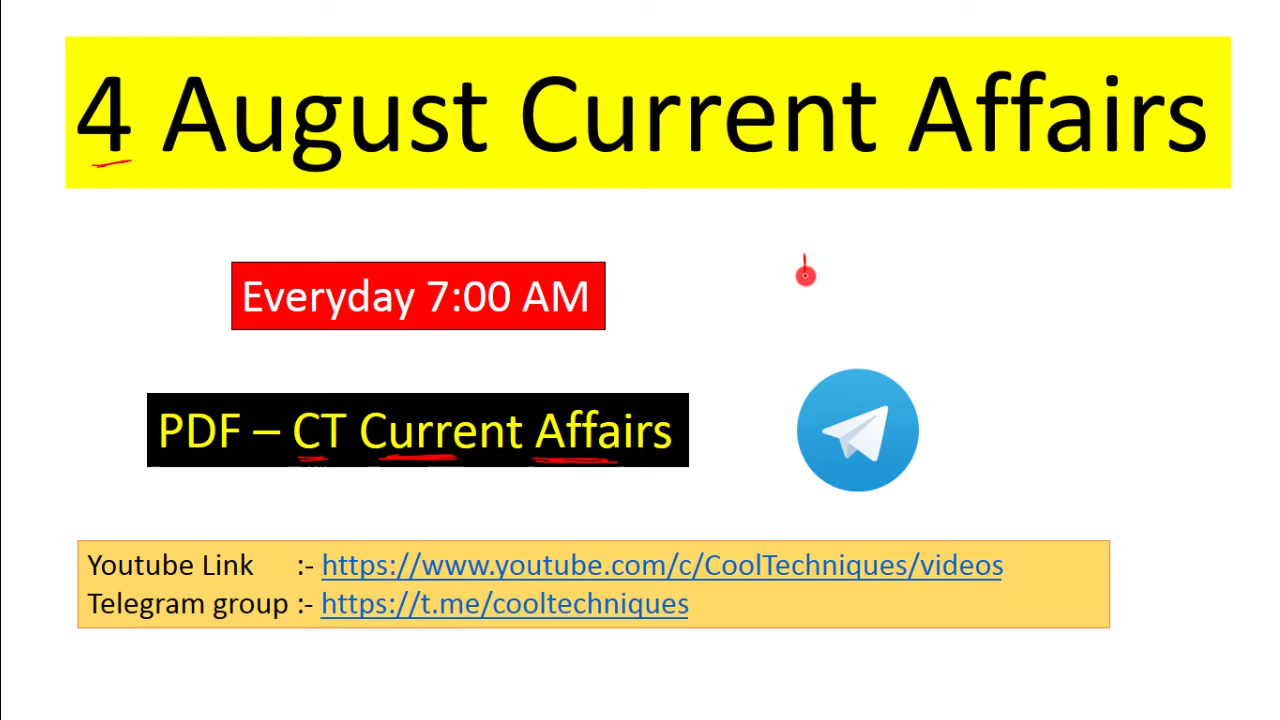 4 August Current Affairs
Everyday 7:00 AM
PDF – CT Current Affairs
Youtube Link :- https://www.youtube.com/c/CoolTechniques/videos
Telegram group :- https://t.me/cooltechniques